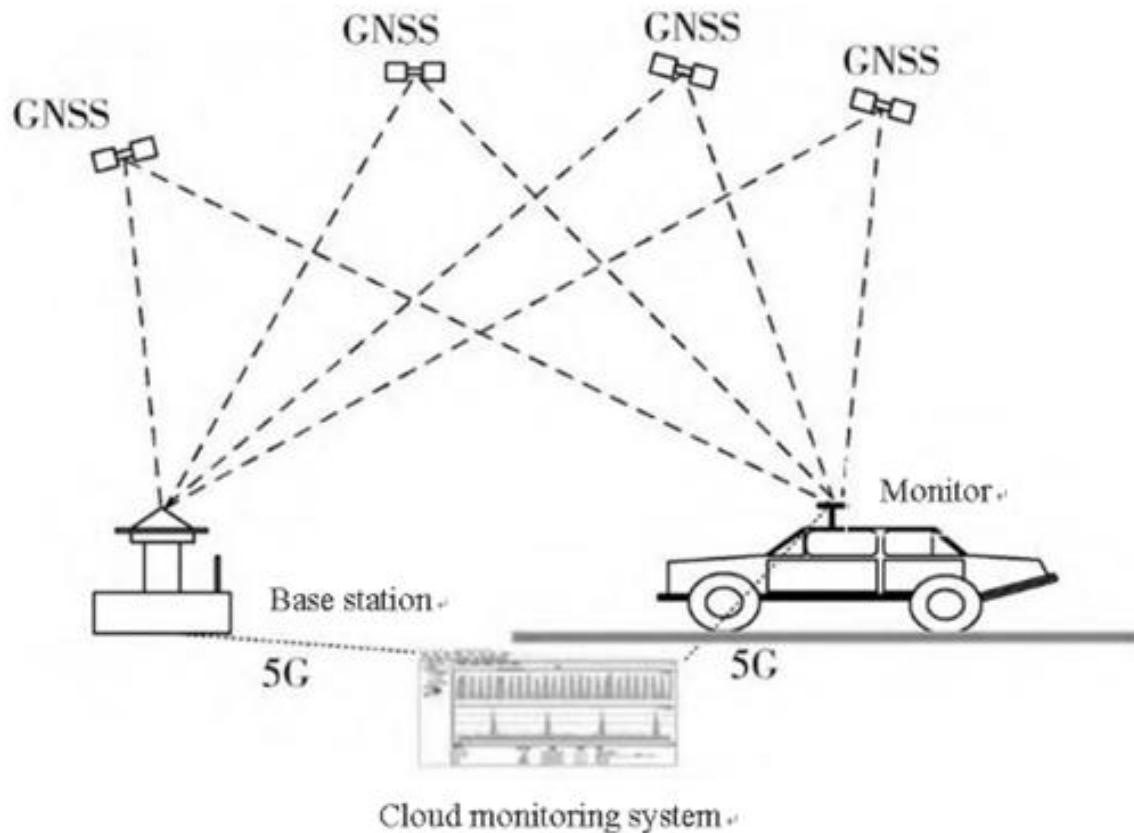 GNSS
GNSS
GNSS
GNSS
Monitor
Base station
5G
5G
Cloud monitoring system